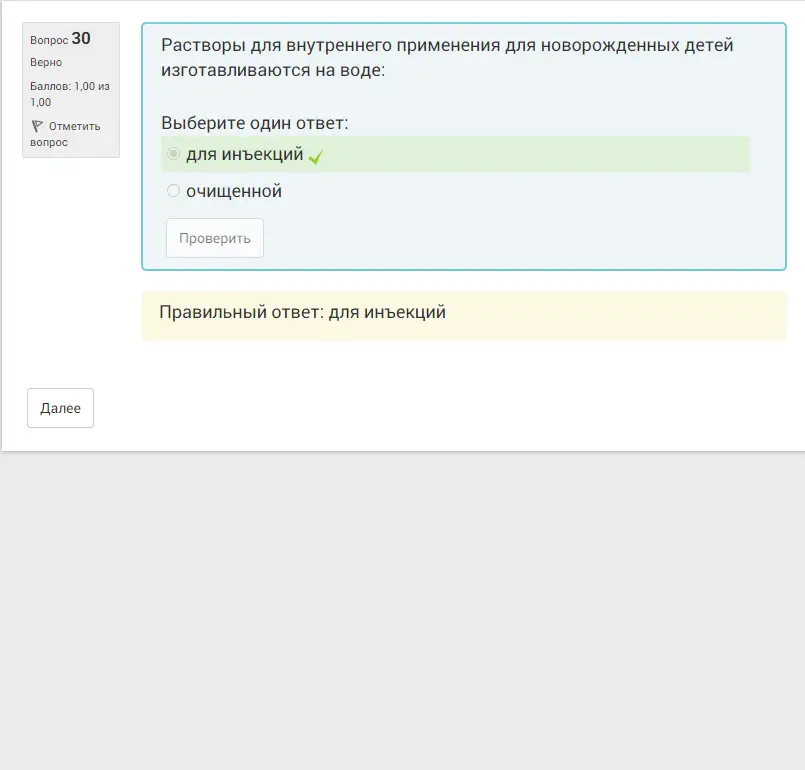 Вопрос 30
Верно
Баллов: 1,00 из
1,00
Отметить
вопрос
Растворы для внутреннего применения для новорожденных детей
изготавливаются на воде:
Выберите один ответ:
для инъекций
очищенной
Проверить
Правильный ответ: для инъекций
Далее